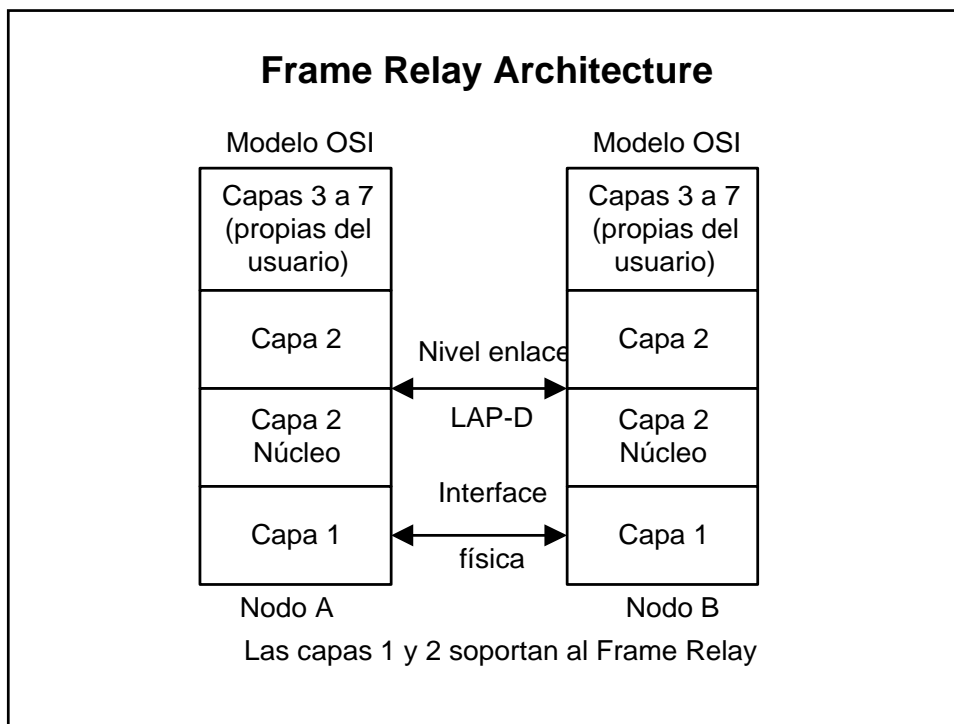 Frame Relay Architecture
Modelo OSI
Modelo OSI
Capas 3 a 7
(propias del
usuario)
Capas 3 a 7
(propias del
usuario)
Capa 2
Nivel enlace
Capa 2
LAP-D
Capa 2
Núcleo
Capa 2
Núcleo
Interface
Capa 1
Capa 1
física
Nodo A
Nodo B
Las capas 1 y 2 soportan al Frame Relay